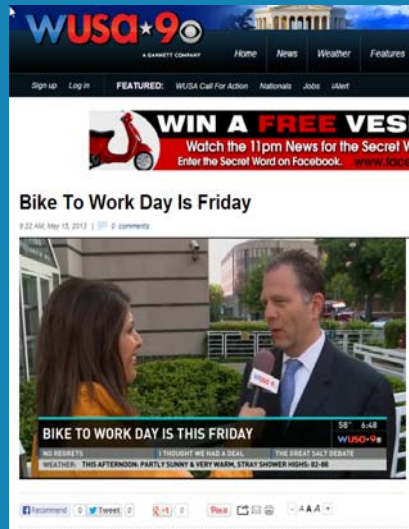 WUSA★9
A GANNETT COMPANY
Home News Weather Features
Sign up Log in FEATURED: WUSA Call For Action Nationals Jobs iAlert
WIN A FREE VES
Watch the 11pm News for the Secret W
Enter the Secret Word on Facebook. www.face
Bike To Work Day Is Friday
9:22 AM, May 15, 2013 | 0 comments
wusa 9
58° 6:48
BIKE TO WORK DAY IS THIS FRIDAY
WUSA★9
NO REGRETS I THOUGHT WE HAD A DEAL THE GREAT SALT DEBATE
WEATHER: THIS AFTERNOON: PARTLY SUNNY & VERY WARM, STRAY SHOWER HIGHS: 82-88
Recommend 0 Tweet 0 +1 0 Pin it - A A A +